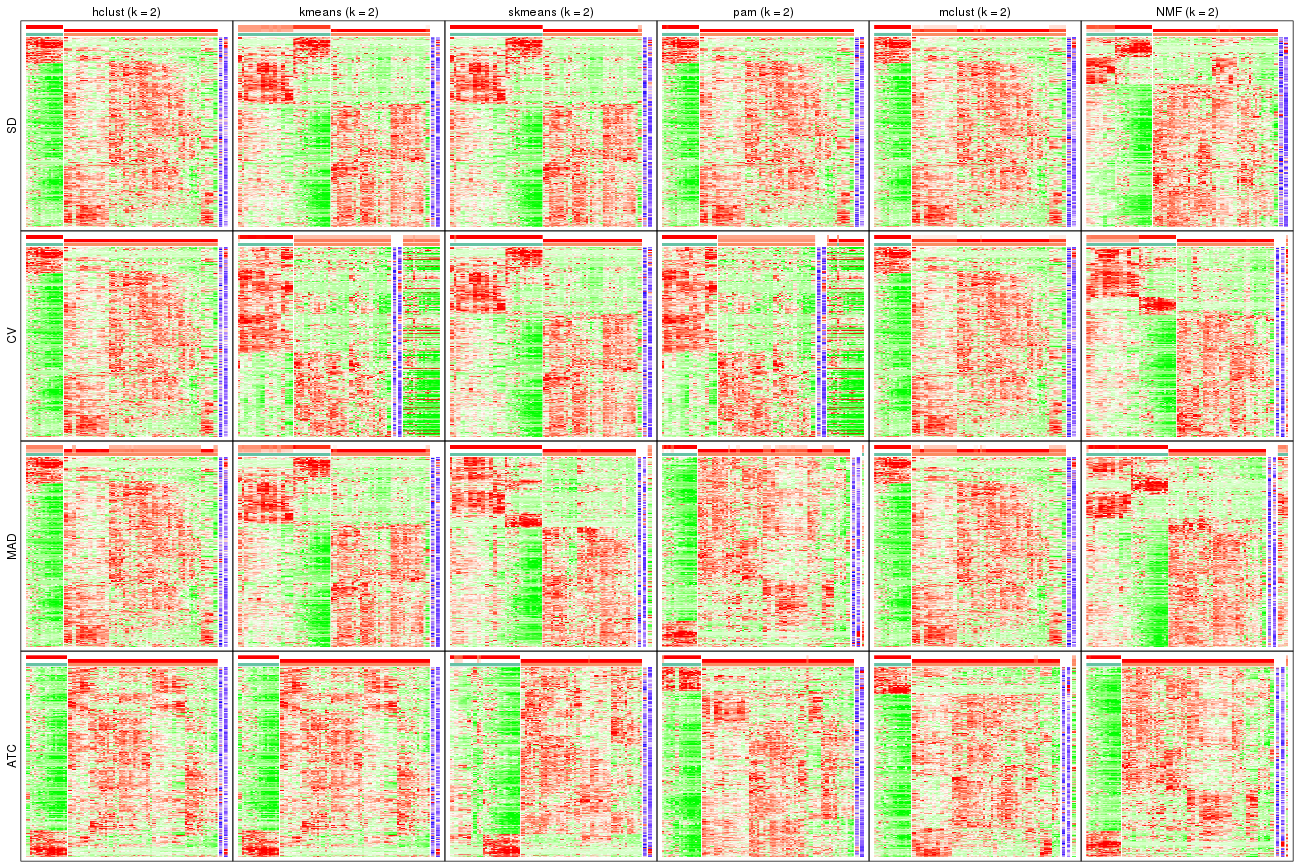 hclust (k = 2)
kmeans (k = 2)
skmeans (k = 2)
pam (k = 2)
mclust (k = 2)
NMF (k = 2)
SD
CV
MAD
ATC